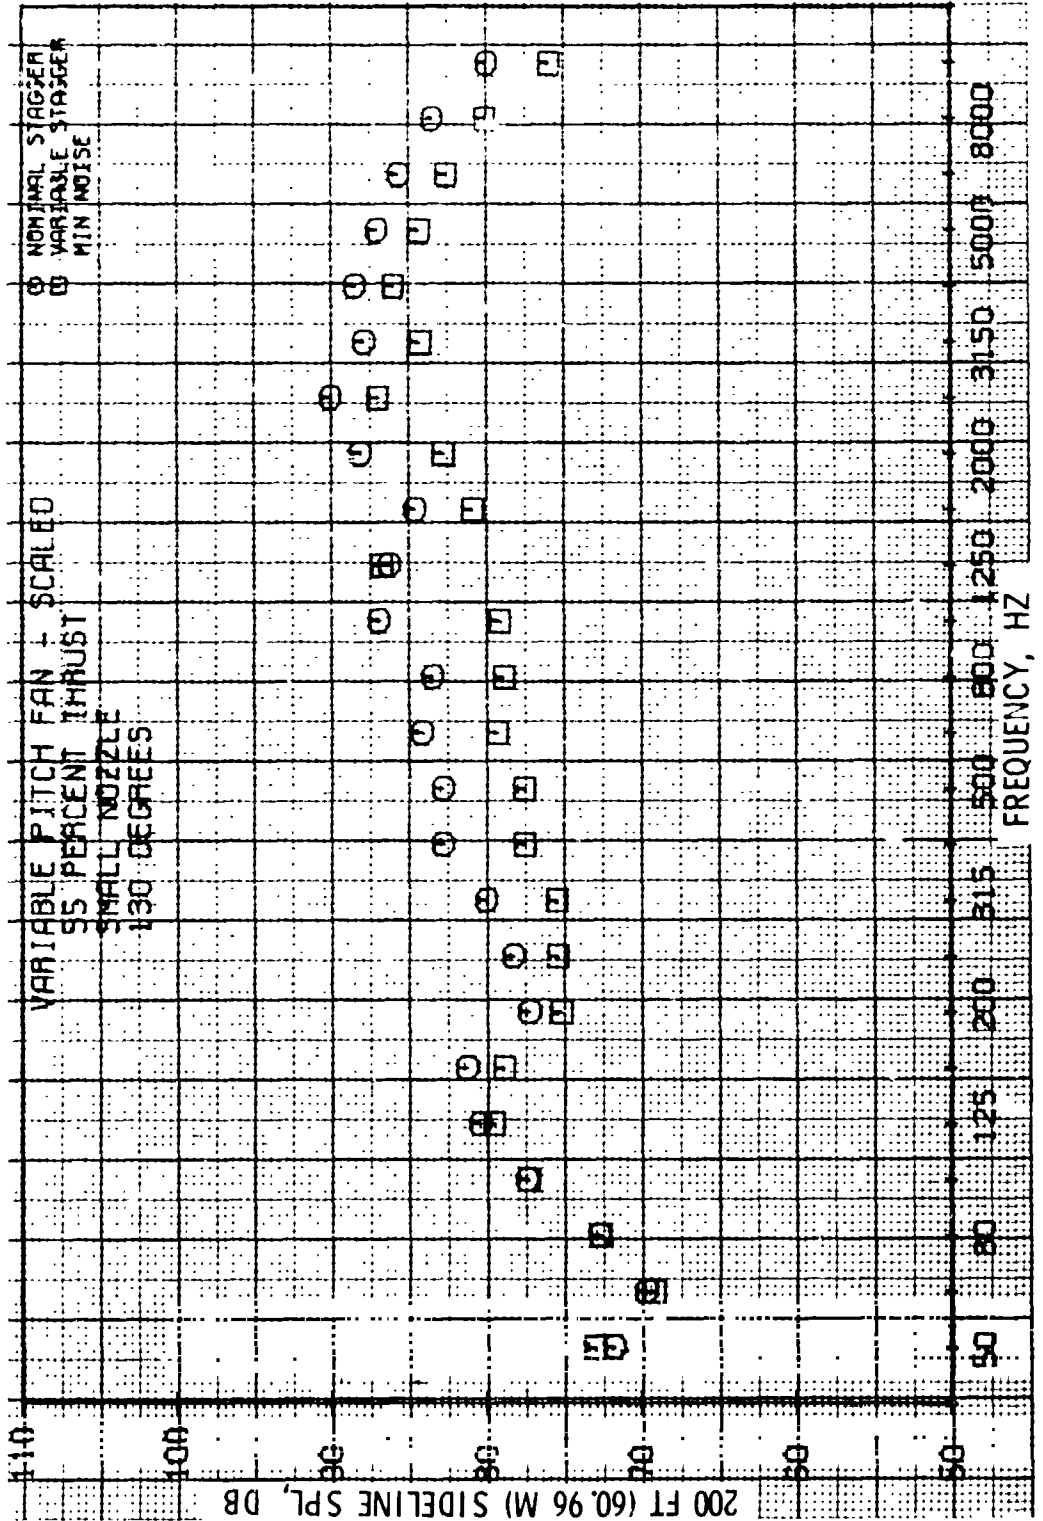 VARIABLE PITCH FAN - SCALED
55 PERCENT THRUST
SMALL NOZZLE
130 DEGREES
NOMINAL STAGGER
VARIABLE STAGGER
MIN NOISE
110
100
90
80
70
60
50
200 FT (60.96 M) SIDELINE SPL, DB
50 80 125 200 315 500 800 1250 2000 3150 5000 8000
FREQUENCY, HZ